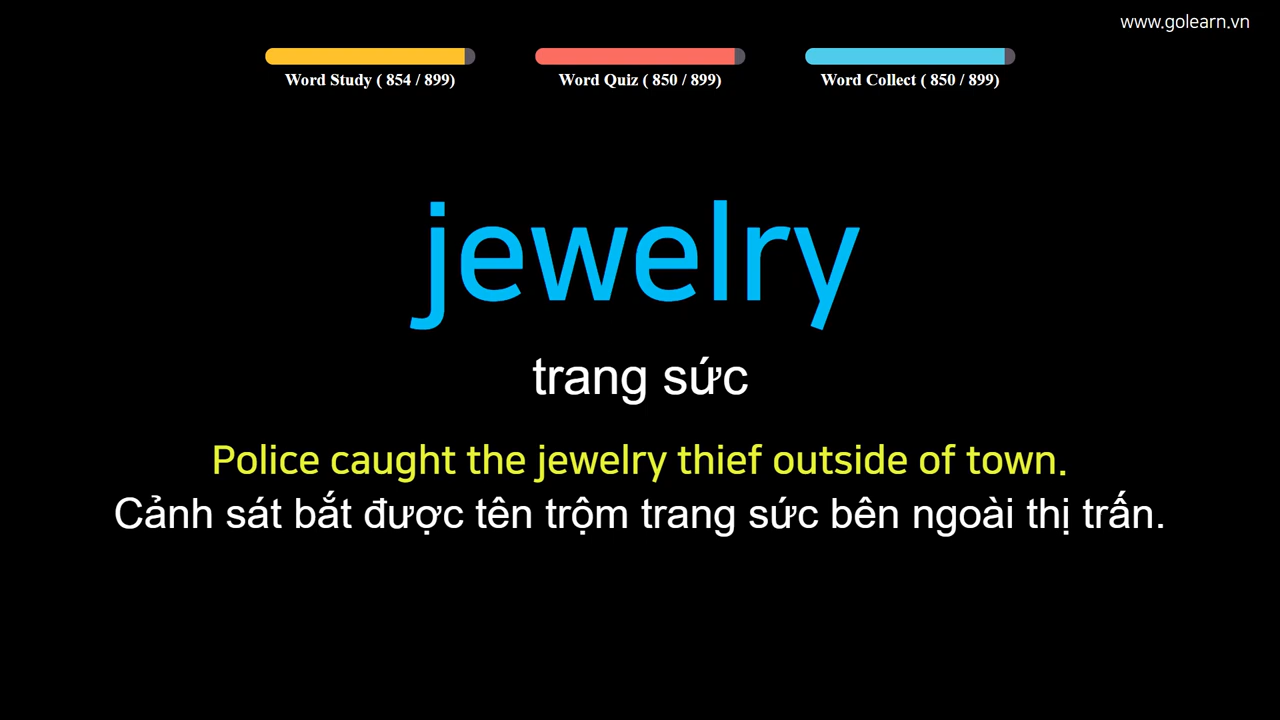 www.golearn.vn
Word Study ( 854 / 899) Word Quiz ( 850 / 899) Word Collect ( 850 / 899)
jewelry
trang sức
Police caught the jewelry thief outside of town.
Cảnh sát bắt được tên trộm trang sức bên ngoài thị trấn.